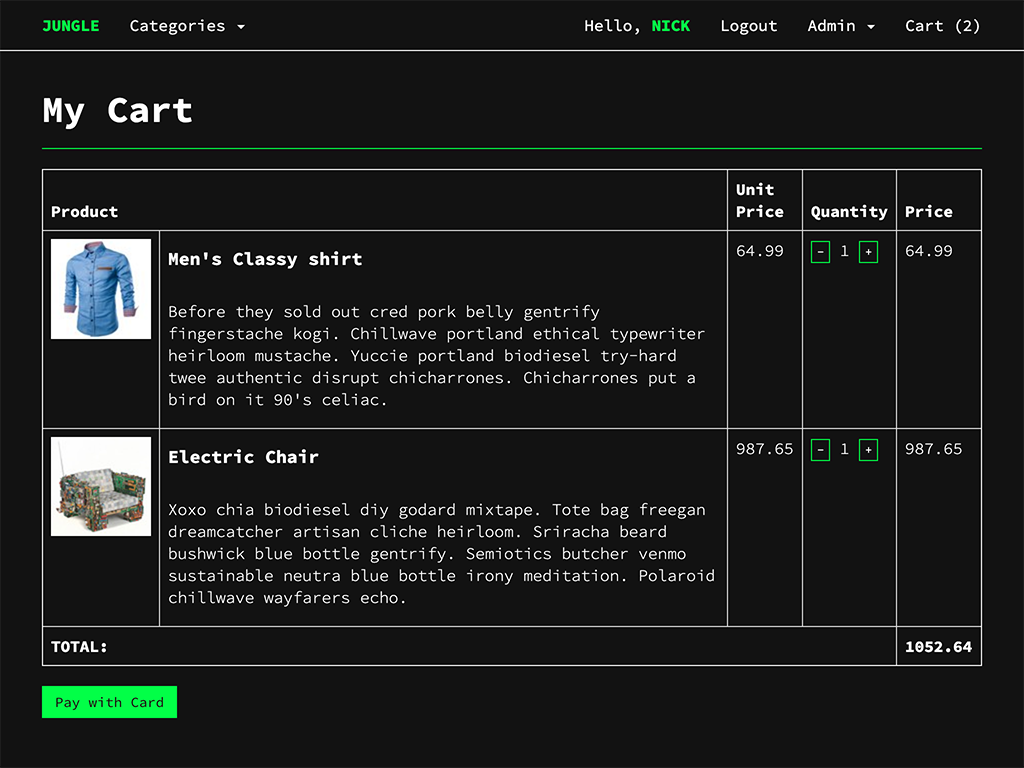 JUNGLE Categories Hello, NICK Logout Admin Cart (2)
My Cart
Product Unit Price Quantity Price
Men's Classy shirt 64.99 - 1 + 64.99
Before they sold out cred pork belly gentrify
fingerstache kogi. Chillwave portland ethical typewriter
heirloom mustache. Yuccie portland biodiesel try-hard
twee authentic disrupt chicharrones. Chicharrones put a
bird on it 90's celiac.
Electric Chair 987.65 - 1 + 987.65
Xoxo chia biodiesel diy godard mixtape. Tote bag freegan
dreamcatcher artisan cliche heirloom. Sriracha beard
bushwick blue bottle gentrify. Semiotics butcher venmo
sustainable neutra blue bottle irony meditation. Polaroid
chillwave wayfarers echo.
TOTAL: 1052.64
Pay with Card